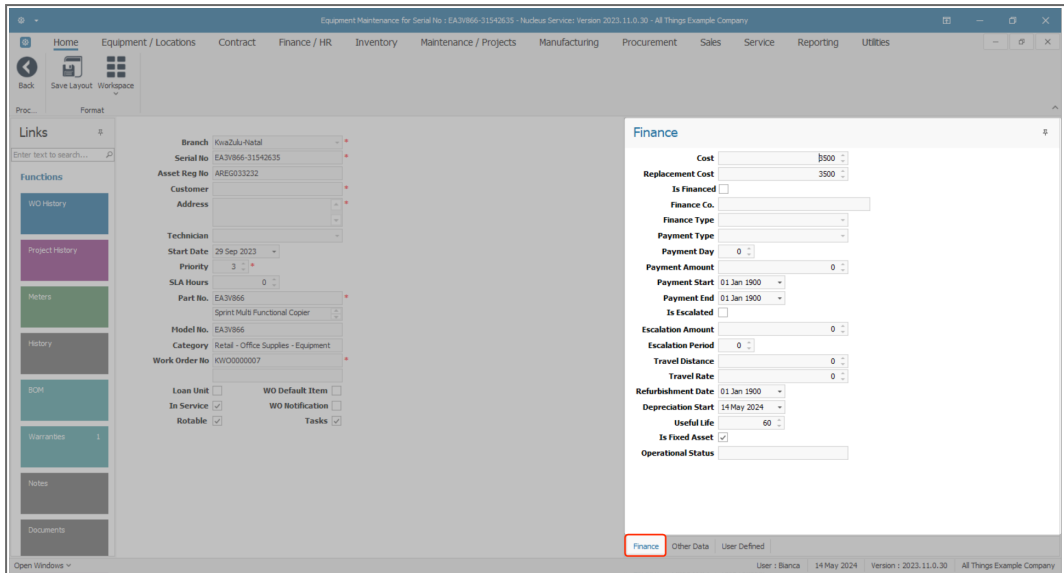 Equipment Maintenance for Serial No : EA3V866-31542635 - Nucleus Service: Version 2023.11.0.30 - All Things Example Company
Home Equipment / Locations Contract Finance / HR Inventory Maintenance / Projects Manufacturing Procurement Sales Service Reporting Utilities
Back Save Layout Workspace
Proc... Format
Links
Enter text to search...
Functions
WO History
Project History
Meters
History
BOM
Warranties 1
Notes
Documents
Branch KwaZulu-Natal *
Serial No EA3V866-31542635 *
Asset Reg No AREG033232
Customer *
Address *
Technician
Start Date 29 Sep 2023
Priority 3 *
SLA Hours 0
Part No. EA3V866 *
Sprint Multi Functional Copier
Model No. EA3V866
Category Retail - Office Supplies - Equipment
Work Order No KWO0000007 *
Loan Unit WO Default Item
In Service WO Notification
Rotable Tasks
Finance
Cost 3500
Replacement Cost 3500
Is Financed
Finance Co.
Finance Type
Payment Type
Payment Day 0
Payment Amount 0
Payment Start 01 Jan 1900
Payment End 01 Jan 1900
Is Escalated
Escalation Amount 0
Escalation Period 0
Travel Distance 0
Travel Rate 0
Refurbishment Date 01 Jan 1900
Depreciation Start 14 May 2024
Useful Life 60
Is Fixed Asset
Operational Status
Finance Other Data User Defined
Open Windows User : Bianca 14 May 2024 Version : 2023.11.0.30 All Things Example Company